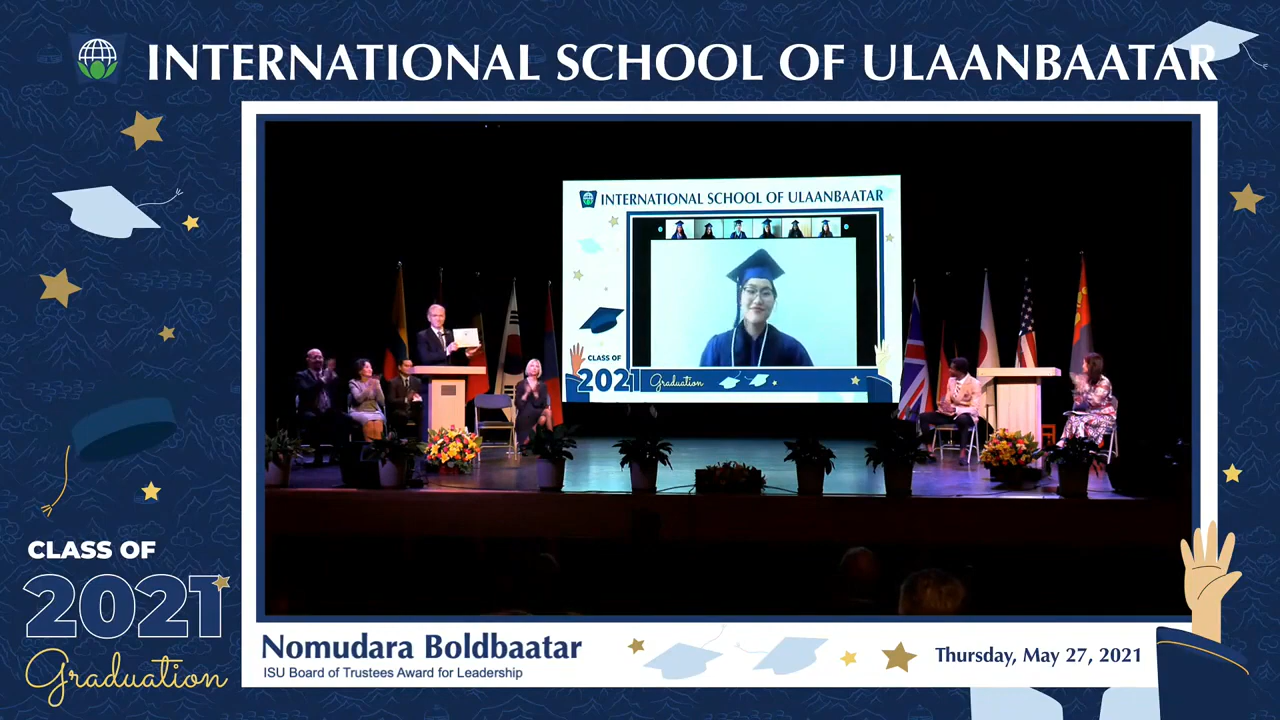 INTERNATIONAL SCHOOL OF ULAANBAATAR
INTERNATIONAL SCHOOL OF ULAANBAATAR
CLASS OF
2021
Graduation
CLASS OF
2021
Graduation
Nomudara Boldbaatar
ISU Board of Trustees Award for Leadership
Thursday, May 27, 2021